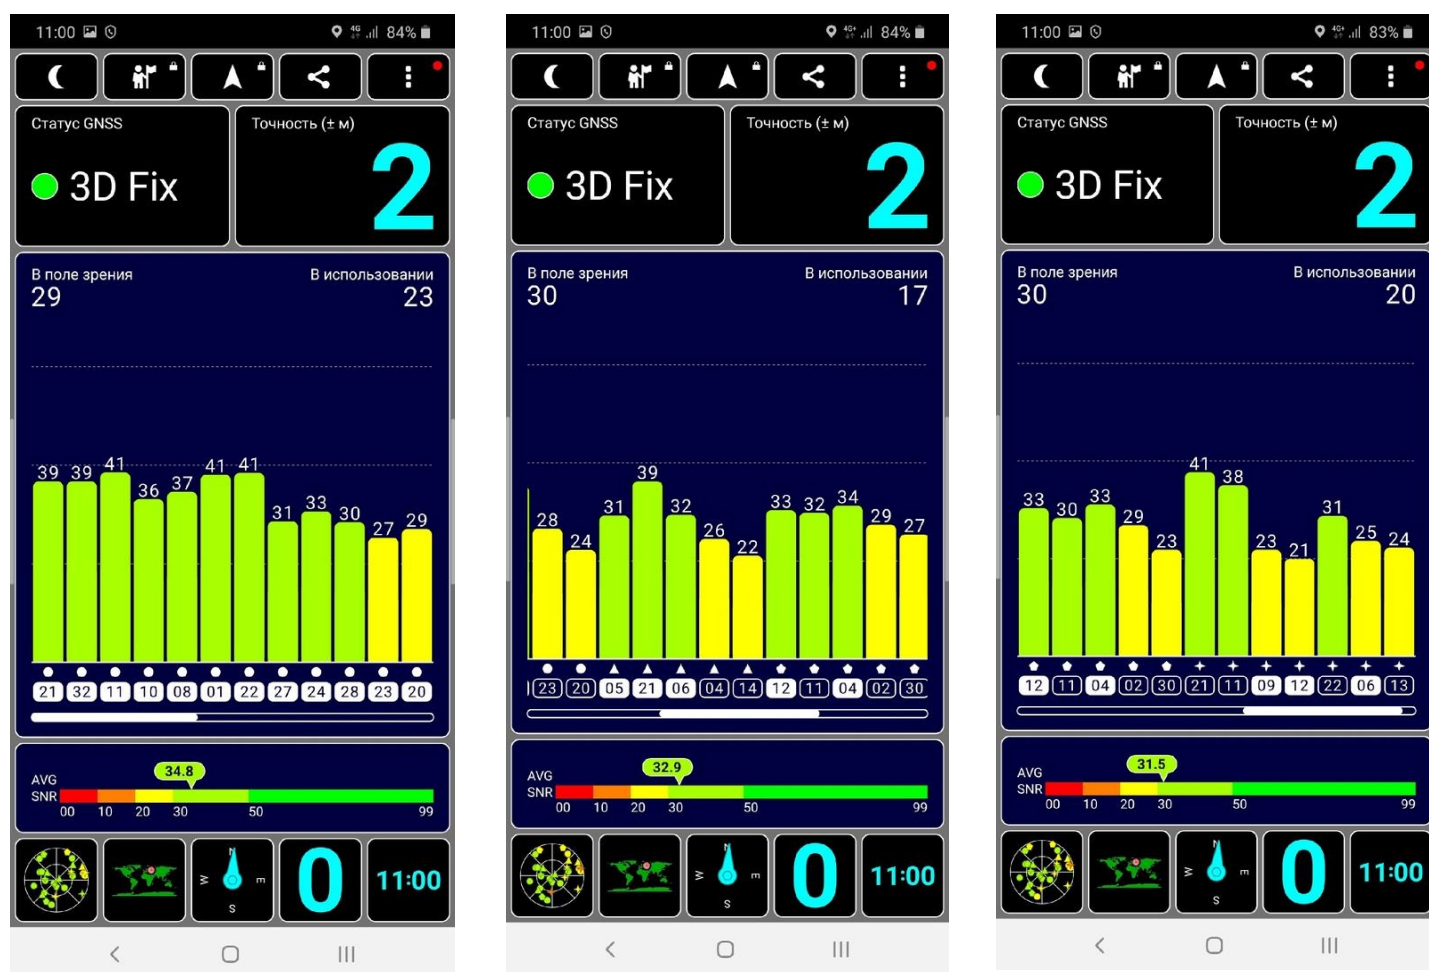 11:00
4G 84%
Статус GNSS
3D Fix
Точность (± м)
2
В поле зрения
29
В использовании
23
39 39 41 36 37 41 41 31 33 30 27 29
21 32 11 10 08 01 22 27 24 28 23 20
AVG
SNR
34.8
00 10 20 30 50 99
N
W E
S
0
11:00
11:00
4G+ 84%
Статус GNSS
3D Fix
Точность (± м)
2
В поле зрения
30
В использовании
17
28 24 31 39 32 26 22 33 32 34 29 27
23 20 05 21 06 04 14 12 11 04 02 30
AVG
SNR
32.9
00 10 20 30 50 99
N
W E
S
0
11:00
11:00
4G+ 83%
Статус GNSS
3D Fix
Точность (± м)
2
В поле зрения
30
В использовании
20
33 30 33 29 23 41 38 23 21 31 25 24
12 11 04 02 30 21 11 09 12 22 06 13
AVG
SNR
31.5
00 10 20 30 50 99
N
W E
S
0
11:00